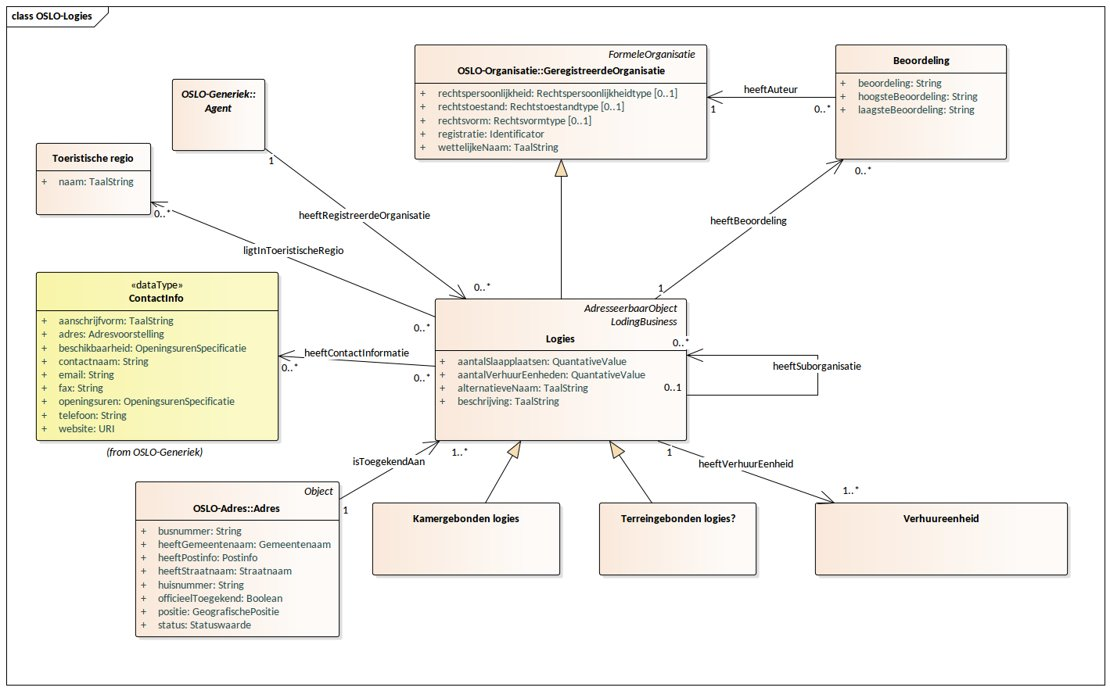 class OSLO-Logies
FormeleOrganisatie
OSLO-Organisatie::GeregistreerdeOrganisatie
+ rechtspersoonlijkheid: Rechtspersoonlijkheidtype [0..1]
+ rechtstoestand: Rechtstoestandtype [0..1]
+ rechtsvorm: Rechtsvormtype [0..1]
+ registratie: Identificator
+ wettelijkeNaam: TaalString
Beoordeling
+ beoordeling: String
+ hoogsteBeoordeling: String
+ laagsteBeoordeling: String
heeftAuteur
1
0..*
OSLO-Generiek::
Agent
1
Toeristische regio
+ naam: TaalString
0..*
heeftRegistreerdeOrganisatie
0..*
ligtInToeristischeRegio
0..*
heeftBeoordeling
0..*
1
«dataType»
ContactInfo
+ aanschrijfvorm: TaalString
+ adres: Adresvoorstelling
+ beschikbaarheid: OpeningsurenSpecificatie
+ contactnaam: String
+ email: String
+ fax: String
+ openingsuren: OpeningsurenSpecificatie
+ telefoon: String
+ website: URI
(from OSLO-Generiek)
heeftContactInformatie
0..*
0..*
AdresseerbaarObject
LodingBusiness
Logies
+ aantalSlaapplaatsen: QuantativeValue
+ aantalVerhuurEenheden: QuantativeValue
+ alternatieveNaam: TaalString
+ beschrijving: TaalString
0..*
heeftSuborganisatie
0..1
isToegekendAan
1..*
1
heeftVerhuurEenheid
1
1..*
Object
OSLO-Adres::Adres
+ busnummer: String
+ heeftGemeentenaam: Gemeentenaam
+ heeftPostinfo: Postinfo
+ heeftStraatnaam: Straatnaam
+ huisnummer: String
+ officieelToegekend: Boolean
+ positie: GeografischePositie
+ status: Statuswaarde
Kamergebonden logies
Terreingebonden logies?
Verhuureenheid